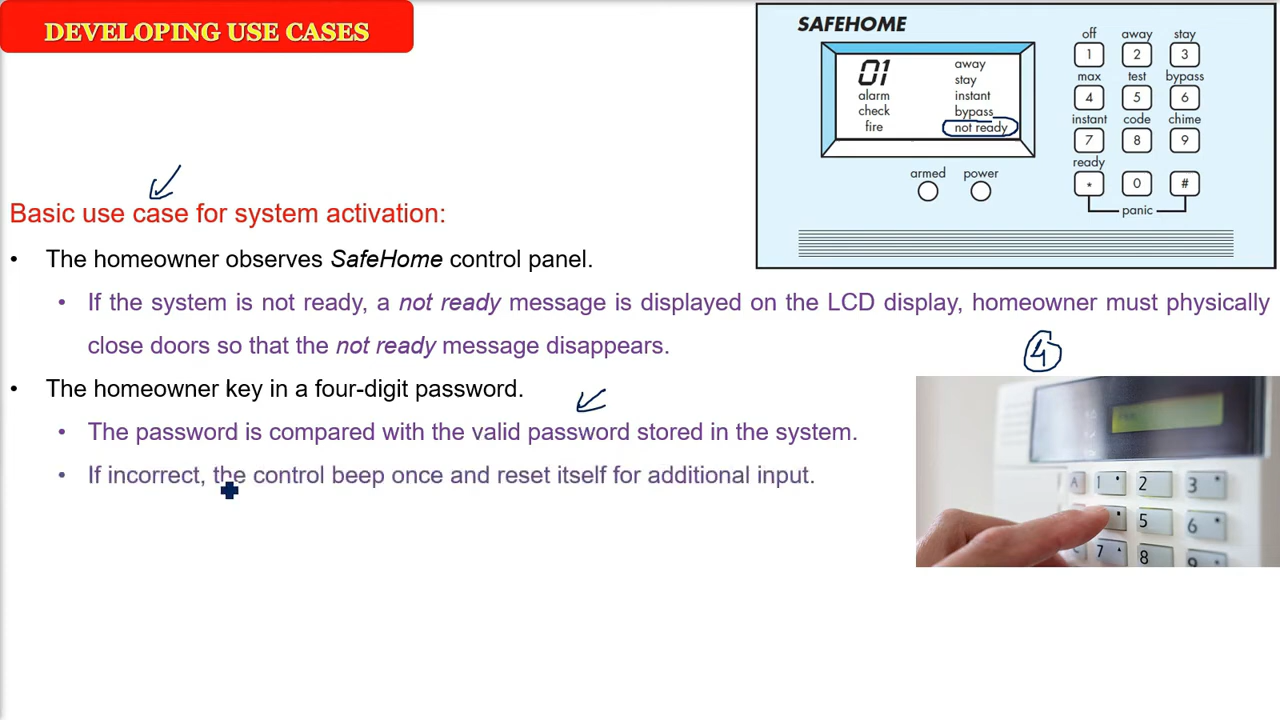 DEVELOPING USE CASES
SAFEHOME
01
alarm
check
fire
away
stay
instant
bypass
not ready
armed power
off away stay
1 2 3
max test bypass
4 5 6
instant code chime
7 8 9
ready
* 0 #
panic
Basic use case for system activation:
• The homeowner observes SafeHome control panel.
• If the system is not ready, a not ready message is displayed on the LCD display, homeowner must physically
close doors so that the not ready message disappears.
4
• The homeowner key in a four-digit password.
• The password is compared with the valid password stored in the system.
• If incorrect, the control beep once and reset itself for additional input.
A 1 2 3
5 6
7 8 9